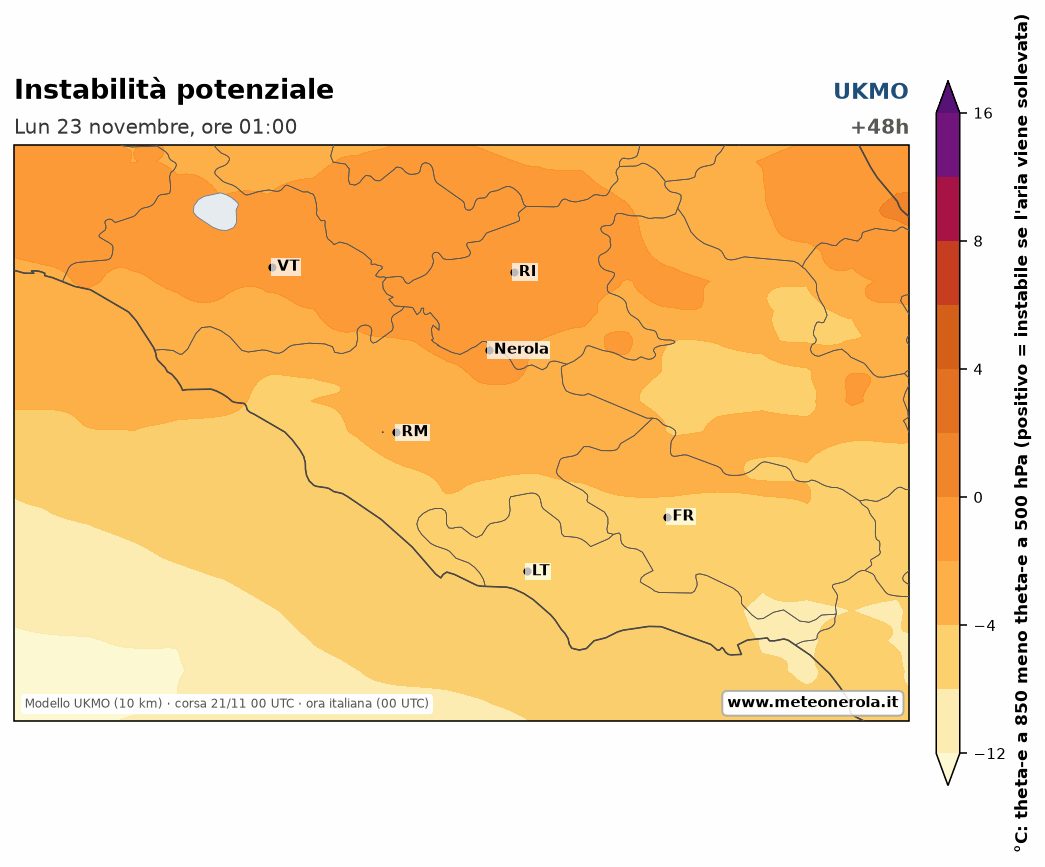 Instabilità potenziale
UKMO
Lun 23 novembre, ore 01:00
+48h
VT
RI
Nerola
RM
FR
LT
Modello UKMO (10 km) · corsa 21/11 00 UTC · ora italiana (00 UTC)
www.meteonerola.it
16
8
4
0
−4
−12
°C: theta-e a 850 meno theta-e a 500 hPa (positivo = instabile se l'aria viene sollevata)